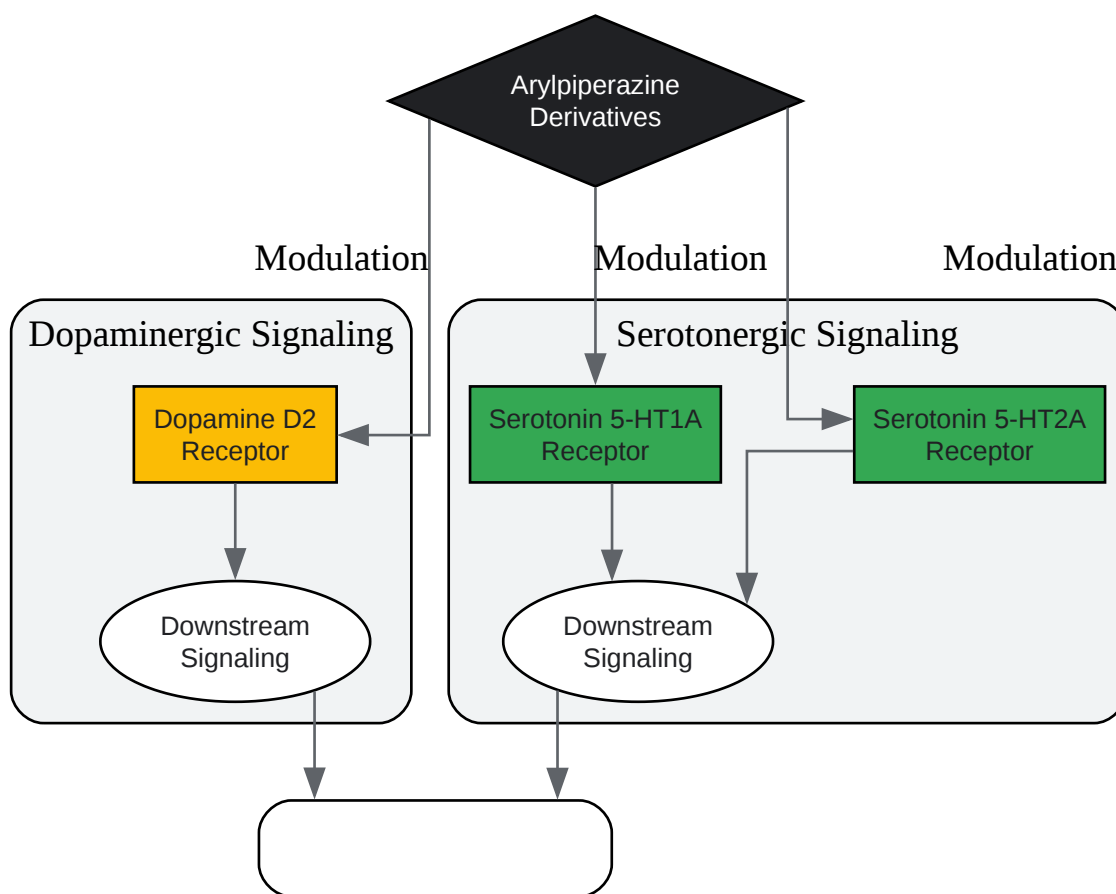 Arylpiperazine
Derivatives
Modulation
Modulation
Modulation
Dopaminergic Signaling
Serotonergic Signaling
Dopamine D2
Receptor
Serotonin 5-HT1A
Receptor
Serotonin 5-HT2A
Receptor
Downstream
Signaling
Downstream
Signaling